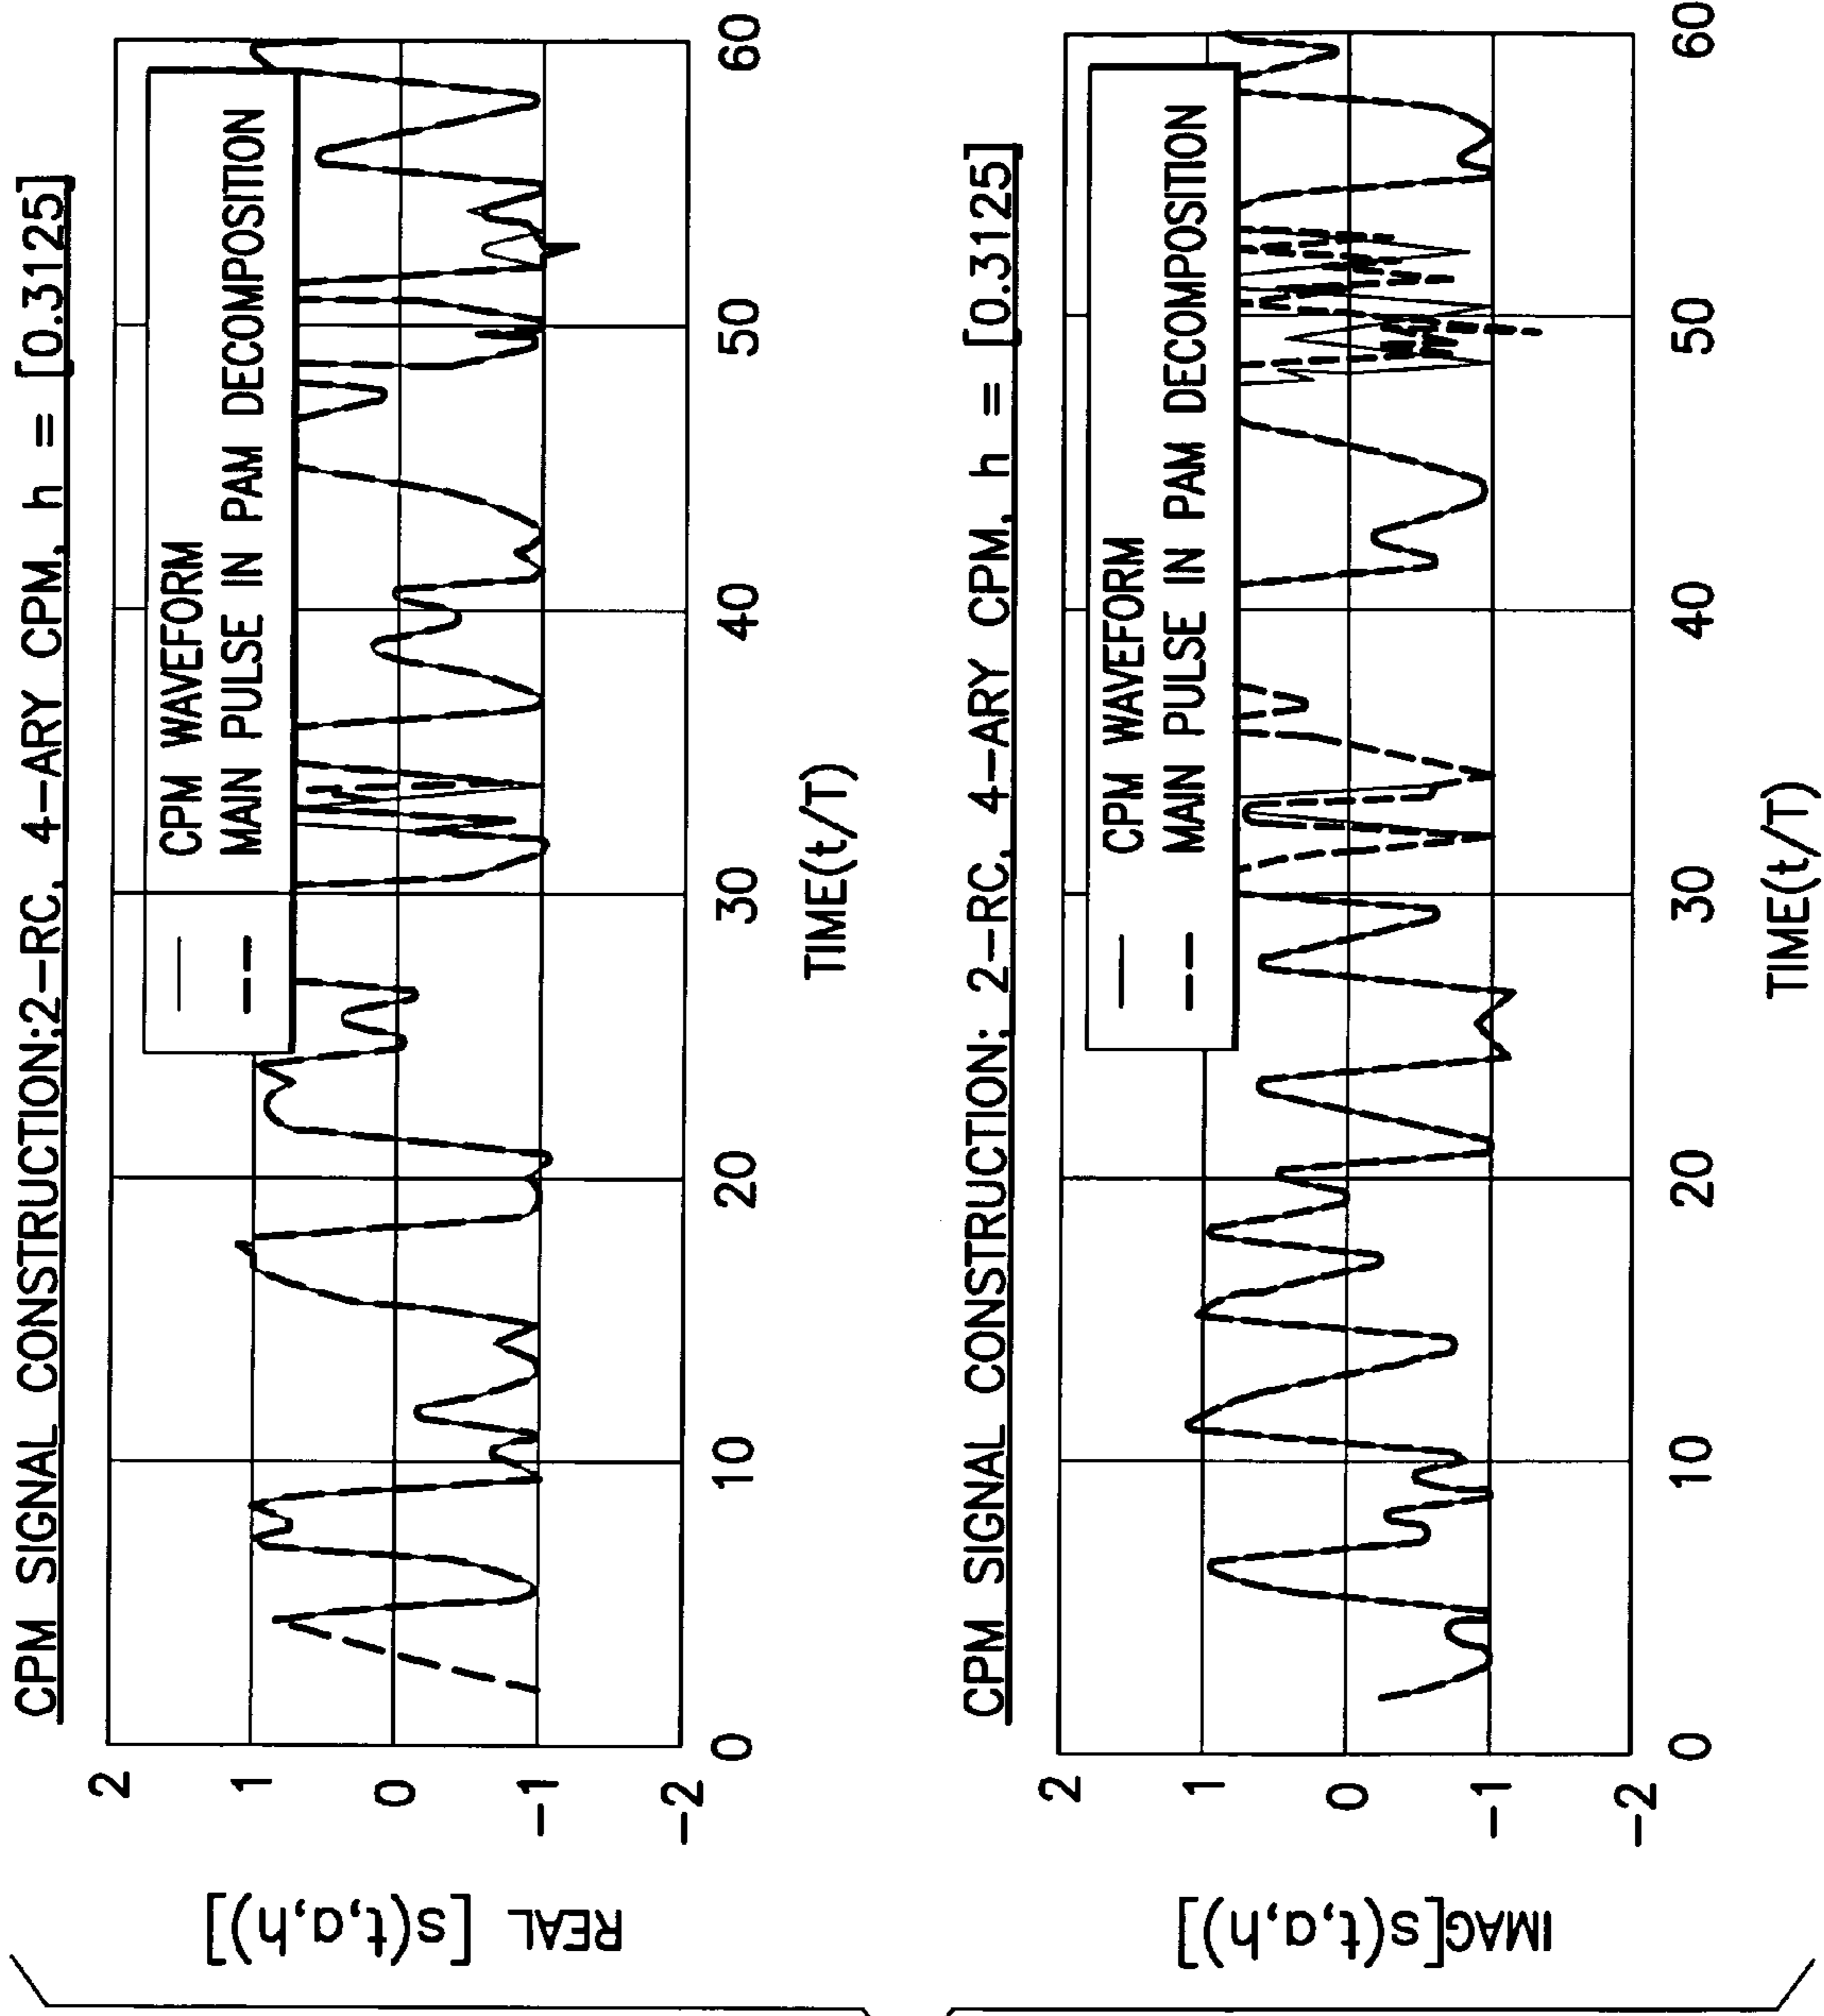 CPM SIGNAL CONSTRUCTION:2-RC, 4-ARY CPM, h = [0.3125]
REAL
[s(t,a,h)]
2
1
0
-1
-2
CPM WAVEFORM
MAIN PULSE IN PAM DECOMPOSITION
0
10
20
30
40
50
60
TIME(t/T)
CPM SIGNAL CONSTRUCTION: 2-RC, 4-ARY CPM, h = [0.3125]
IMAG[s(t,a,h)]
2
1
0
-1
-2
CPM WAVEFORM
MAIN PULSE IN PAM DECOMPOSITION
0
10
20
30
40
50
60
TIME(t/T)